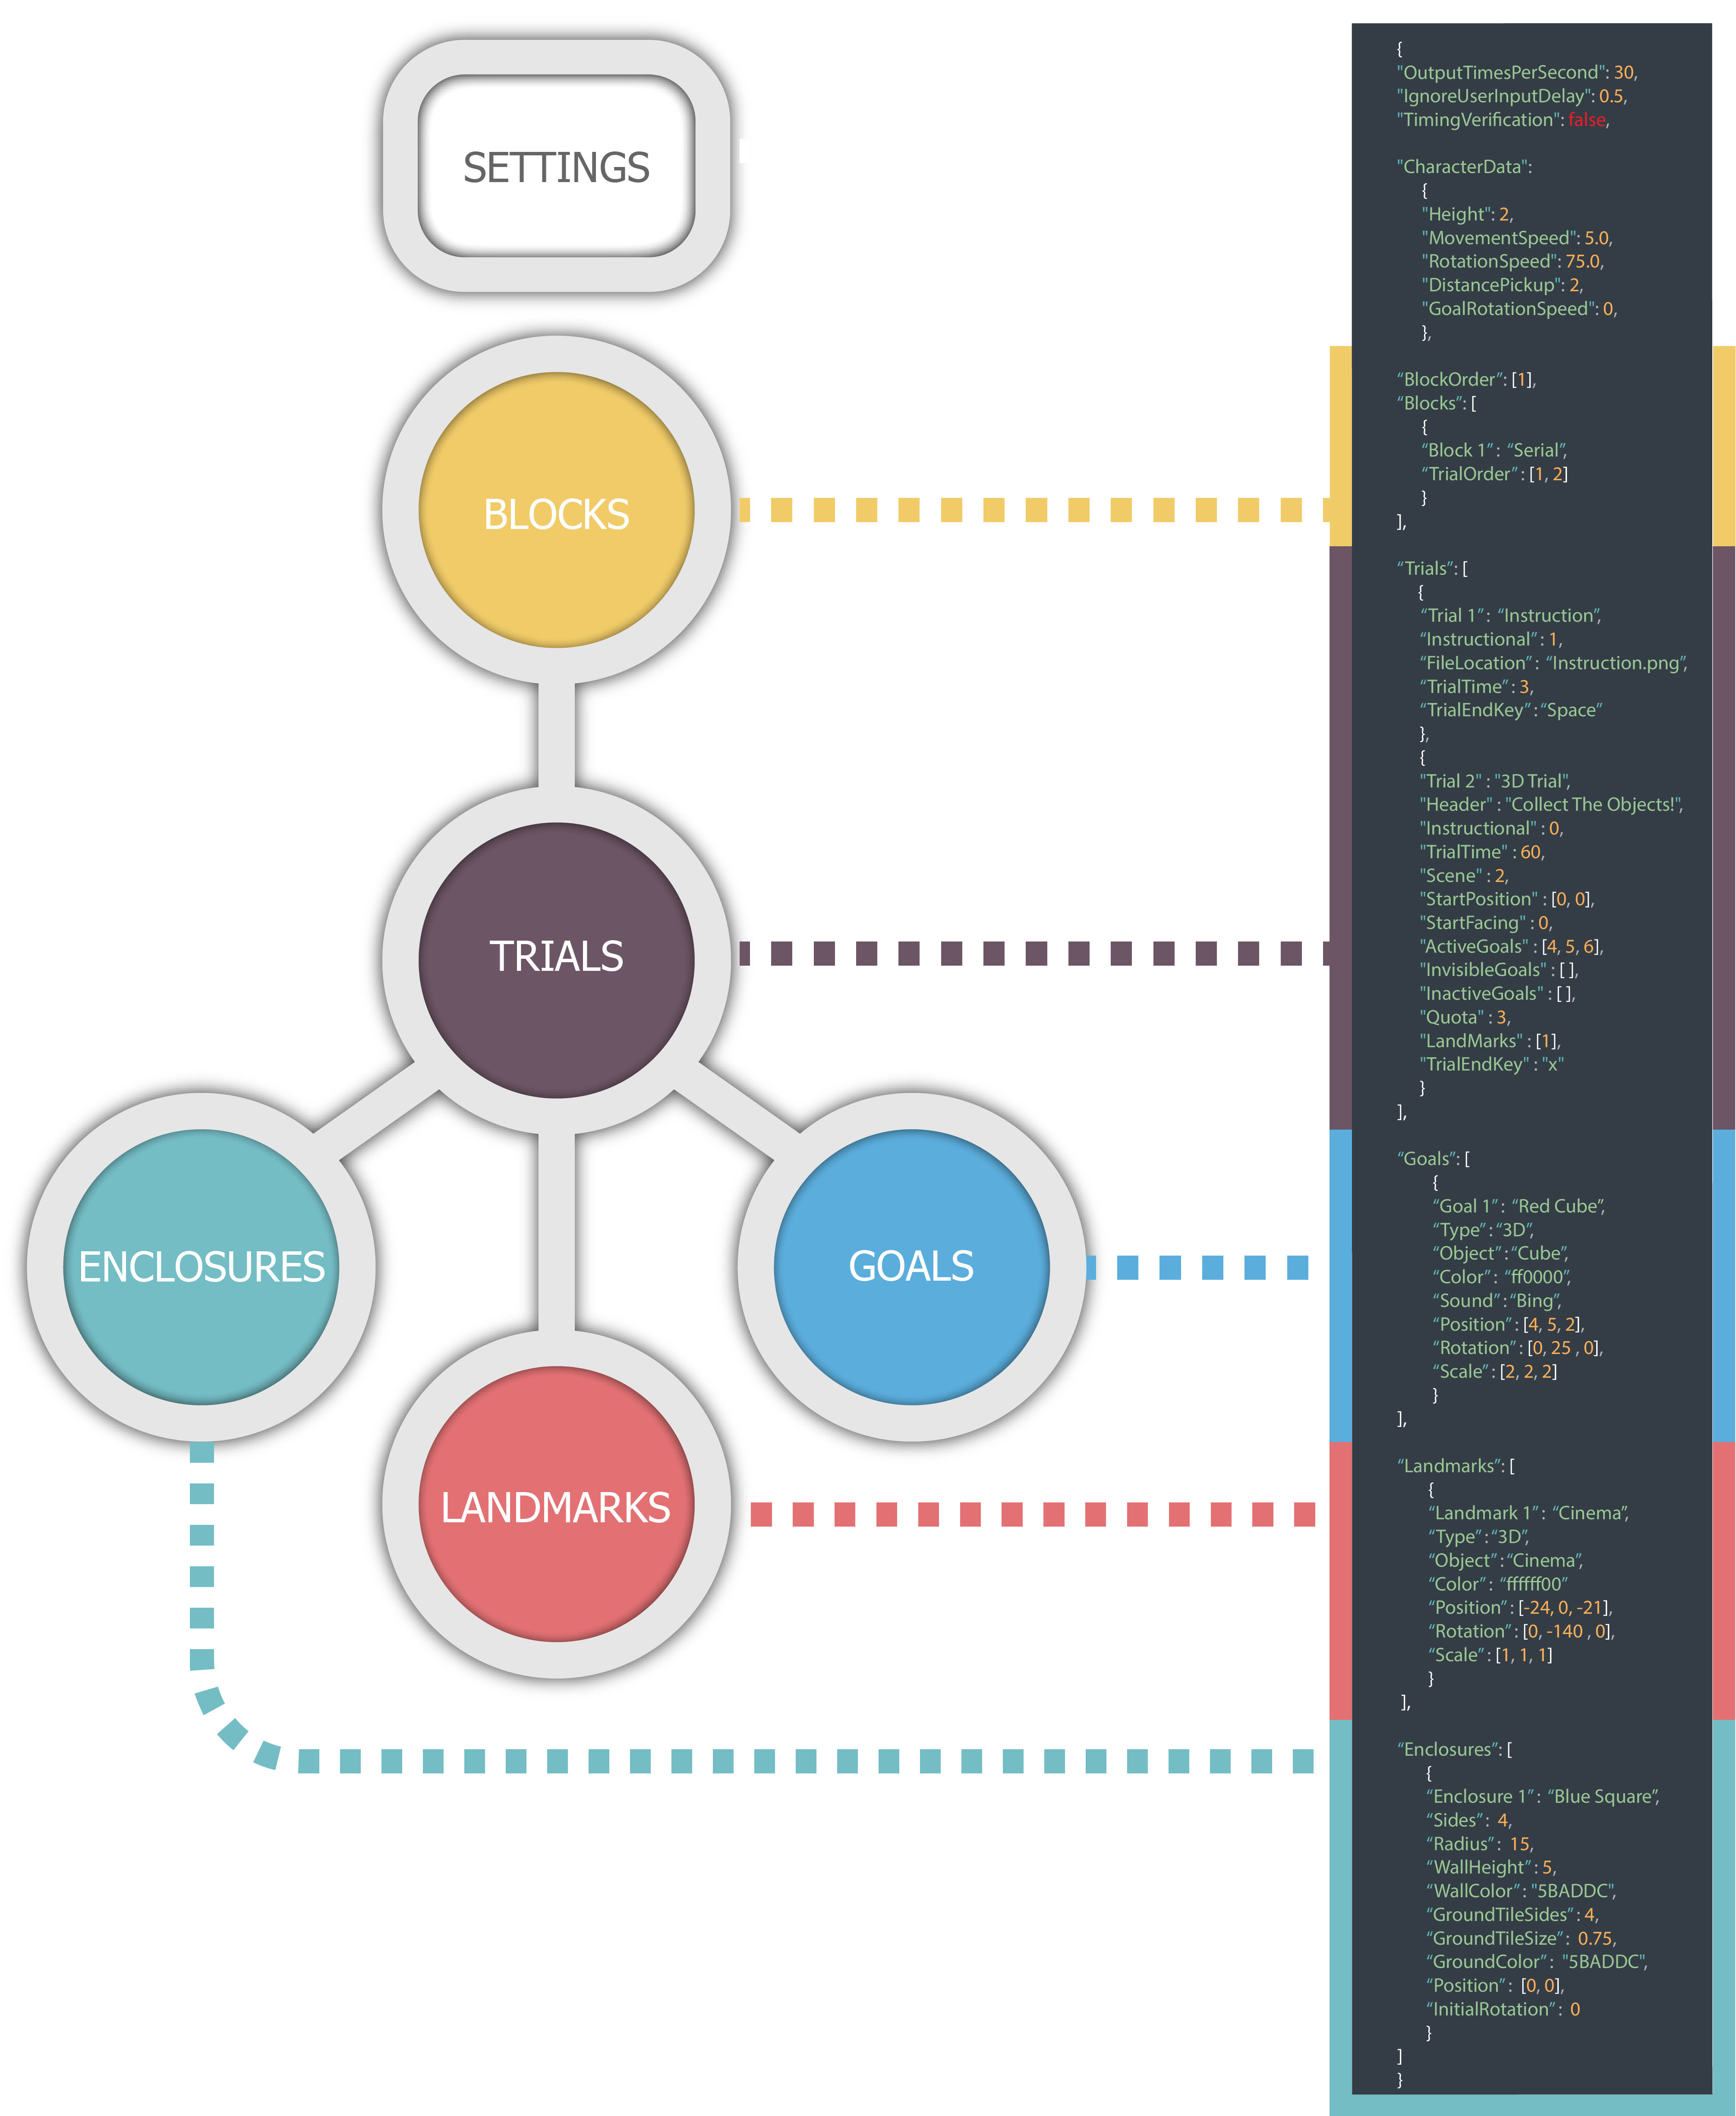 SETTINGS
BLOCKS
TRIALS
ENCLOSURES
GOALS
LANDMARKS
{
"OutputTimesPerSecond": 30,
"IgnoreUserInputDelay": 0.5,
"TimingVerification": false,
"CharacterData":
{
"Height": 2,
"MovementSpeed": 5.0,
"RotationSpeed": 75.0,
"DistancePickup": 2,
"GoalRotationSpeed": 0,
},
“BlockOrder”: [1],
“Blocks”: [
{
“Block 1” : “Serial”,
“TrialOrder” : [1, 2]
}
],
“Trials”: [
{
“Trial 1” : “Instruction”,
“Instructional” : 1,
“FileLocation” : “Instruction.png”,
“TrialTime” : 3,
“TrialEndKey” : “Space”
},
{
"Trial 2" : "3D Trial",
"Header" : "Collect The Objects!",
"Instructional" : 0,
"TrialTime" : 60,
"Scene" : 2,
"StartPosition" : [0, 0],
"StartFacing" : 0,
"ActiveGoals" : [4, 5, 6],
"InvisibleGoals" : [ ],
"InactiveGoals" : [ ],
"Quota" : 3,
"LandMarks" : [1],
"TrialEndKey" : "x"
}
],
“Goals”: [
{
“Goal 1” : “Red Cube”,
“Type” : “3D”,
“Object” : “Cube”,
“Color” : “ff0000”,
“Sound” : “Bing”,
“Position” : [4, 5, 2],
“Rotation” : [0, 25 , 0],
“Scale” : [2, 2, 2]
}
],
“Landmarks”: [
{
“Landmark 1” : “Cinema”,
“Type” : “3D”,
“Object” : “Cinema”,
“Color” : “ffffff00”
“Position” : [-24, 0, -21],
“Rotation” : [0, -140 , 0],
“Scale” : [1, 1, 1]
}
],
“Enclosures”: [
{
“Enclosure 1” : “Blue Square”,
“Sides” : 4,
“Radius” : 15,
“WallHeight” : 5,
“WallColor” : "5BADDC",
“GroundTileSides” : 4,
“GroundTileSize” : 0.75,
“GroundColor” : "5BADDC",
“Position” : [0, 0],
“InitialRotation” : 0
}
]
}